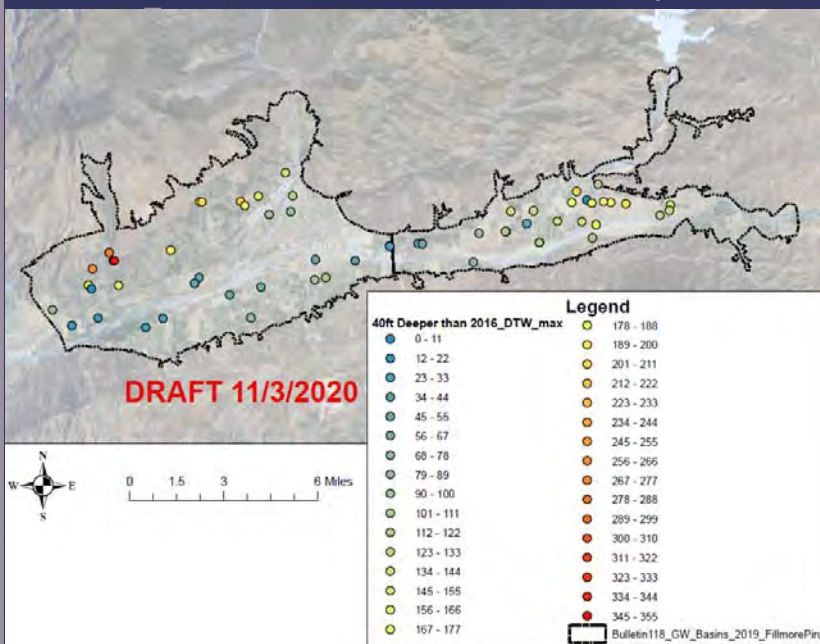 DRAFT 11/3/2020
N
W E
S
0 1.5 3 6 Miles
Legend
40ft Deeper than 2016_DTW_max
0 - 11
12 - 22
23 - 33
34 - 44
45 - 55
56 - 67
68 - 78
79 - 89
90 - 100
101 - 111
112 - 122
123 - 133
134 - 144
145 - 155
156 - 166
167 - 177
178 - 188
189 - 200
201 - 211
212 - 222
223 - 233
234 - 244
245 - 255
256 - 266
267 - 277
278 - 288
289 - 299
300 - 310
311 - 322
323 - 333
334 - 344
345 - 355
Bulletin118_GW_Basins_2019_FillmorePir